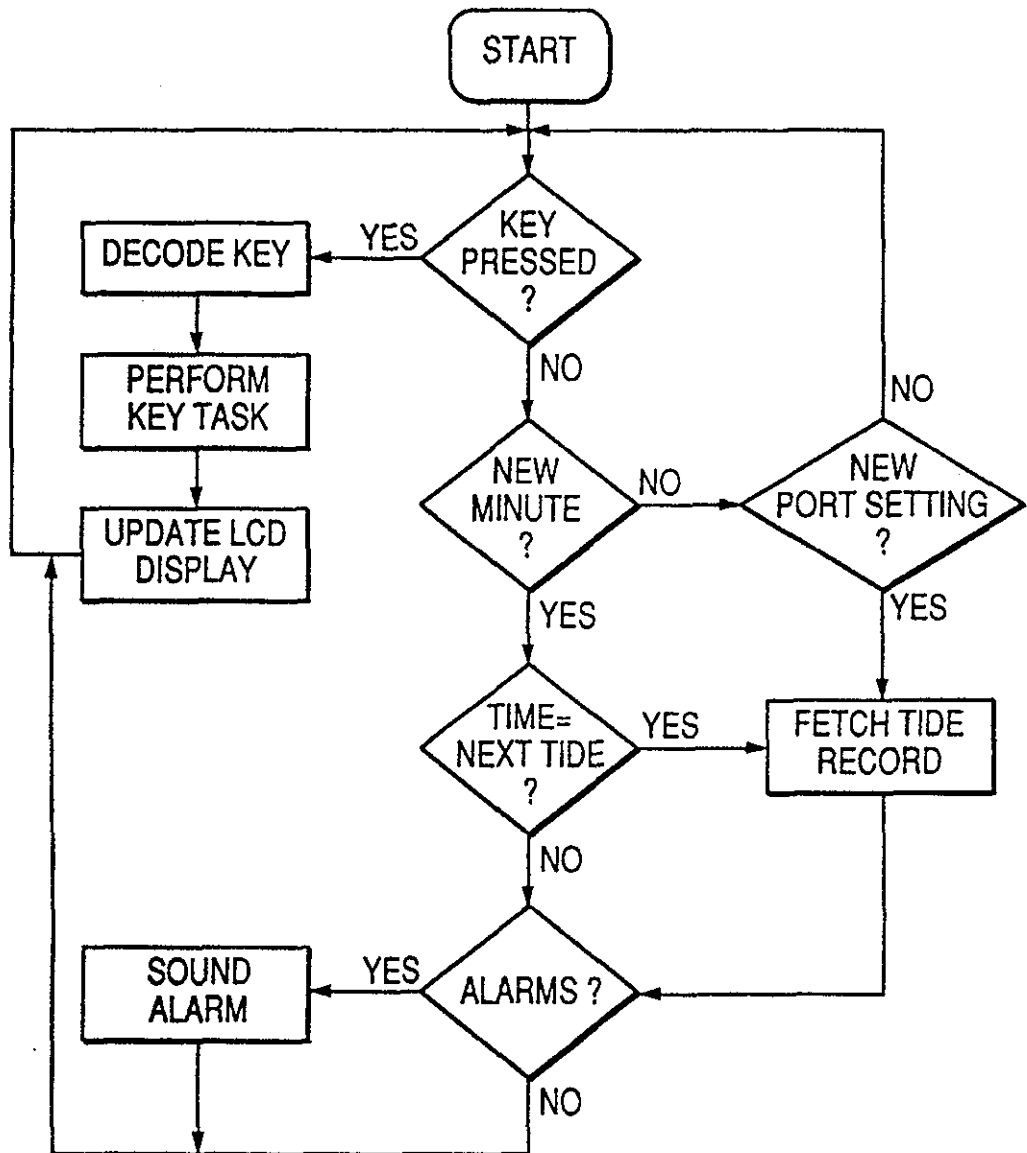 START
KEY
PRESSED
?
YES
DECODE KEY
PERFORM
KEY TASK
UPDATE LCD
DISPLAY
NO
NEW
MINUTE
?
NO
NEW
PORT SETTING
?
NO
YES
YES
TIME=
NEXT TIDE
?
YES
FETCH TIDE
RECORD
NO
ALARMS ?
YES
SOUND
ALARM
NO